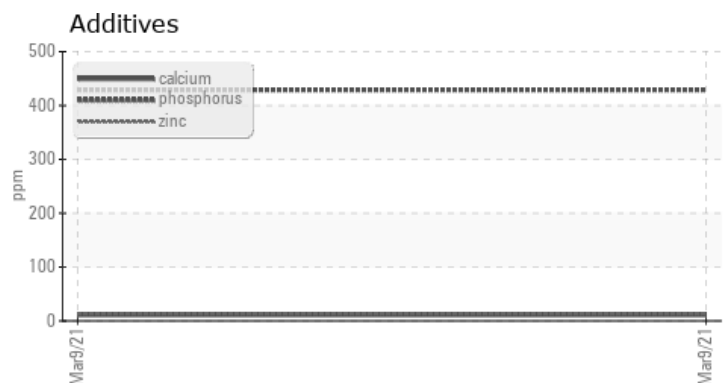 Additives
500
400
300
200
100
0
ppm
calcium
phosphorus
zinc
Mar9/21
Mar9/21